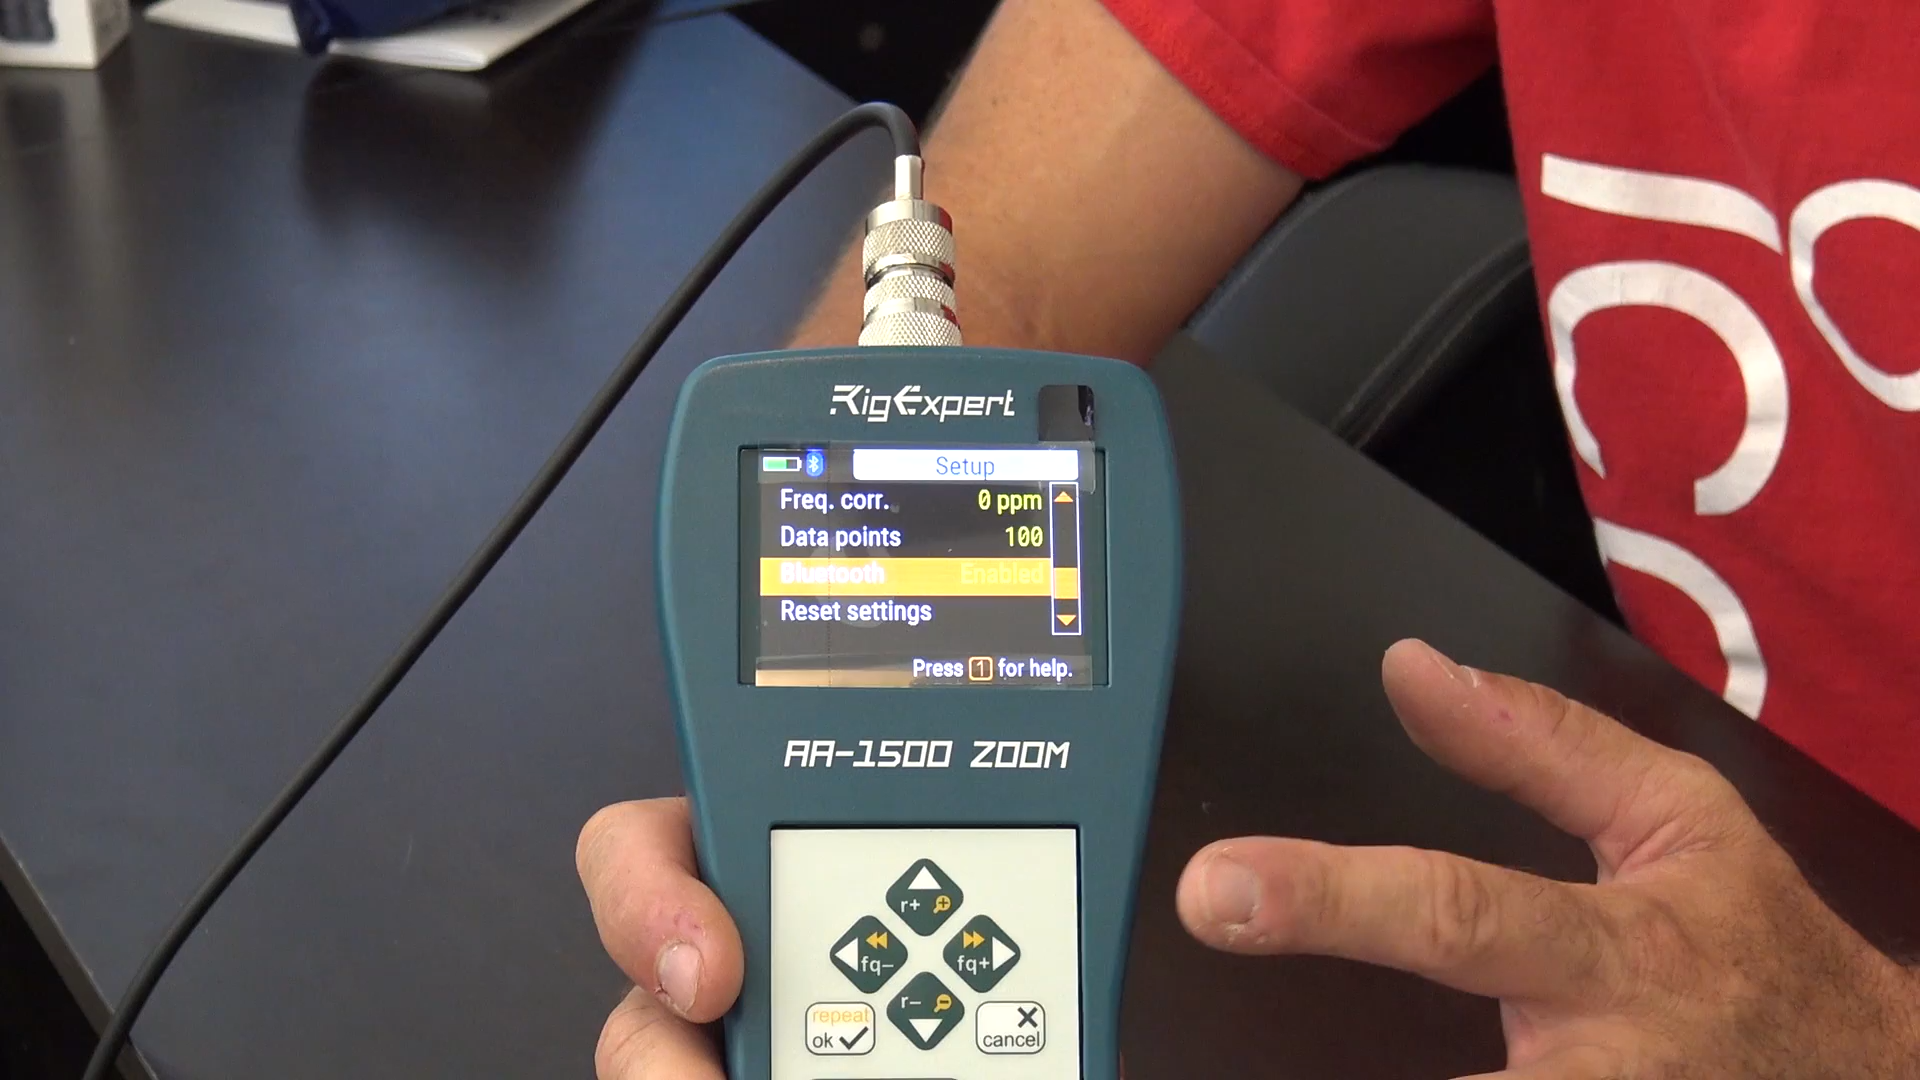 RigExpert
Setup
Freq. corr. 0 ppm
Data points 100
Bluetooth Enabled
Reset settings
Press 1 for help.
AA-1500 ZOOM
r+
fq-
fq+
r-
repeat
ok
cancel